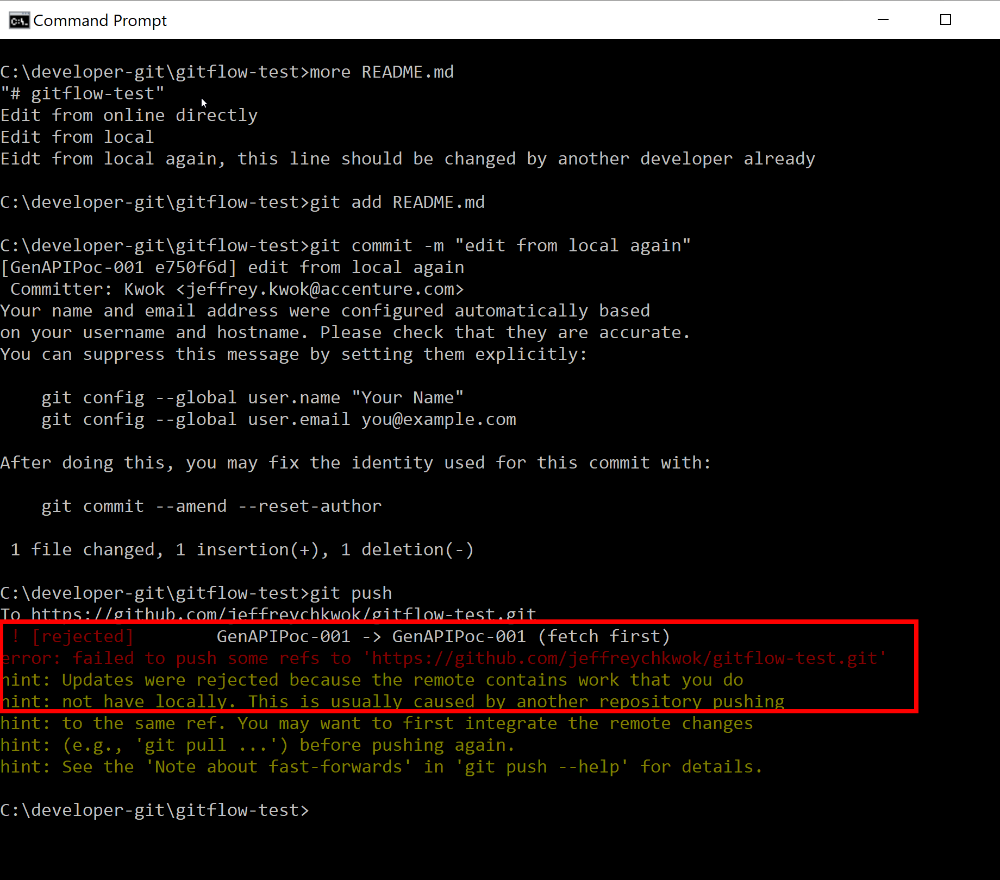 Command Prompt
C:\developer-git\gitflow-test>more README.md
"# gitflow-test"
Edit from online directly
Edit from local
Eidt from local again, this line should be changed by another developer already
C:\developer-git\gitflow-test>git add README.md
C:\developer-git\gitflow-test>git commit -m "edit from local again"
[GenAPIPoc-001 e750f6d] edit from local again
 Committer: Kwok <jeffrey.kwok@accenture.com>
Your name and email address were configured automatically based
on your username and hostname. Please check that they are accurate.
You can suppress this message by setting them explicitly:
    git config --global user.name "Your Name"
    git config --global user.email you@example.com
After doing this, you may fix the identity used for this commit with:
    git commit --amend --reset-author
 1 file changed, 1 insertion(+), 1 deletion(-)
C:\developer-git\gitflow-test>git push
To https://github.com/jeffreychkwok/gitflow-test.git
 ! [rejected]        GenAPIPoc-001 -> GenAPIPoc-001 (fetch first)
error: failed to push some refs to 'https://github.com/jeffreychkwok/gitflow-test.git'
hint: Updates were rejected because the remote contains work that you do
hint: not have locally. This is usually caused by another repository pushing
hint: to the same ref. You may want to first integrate the remote changes
hint: (e.g., 'git pull ...') before pushing again.
hint: See the 'Note about fast-forwards' in 'git push --help' for details.
C:\developer-git\gitflow-test>